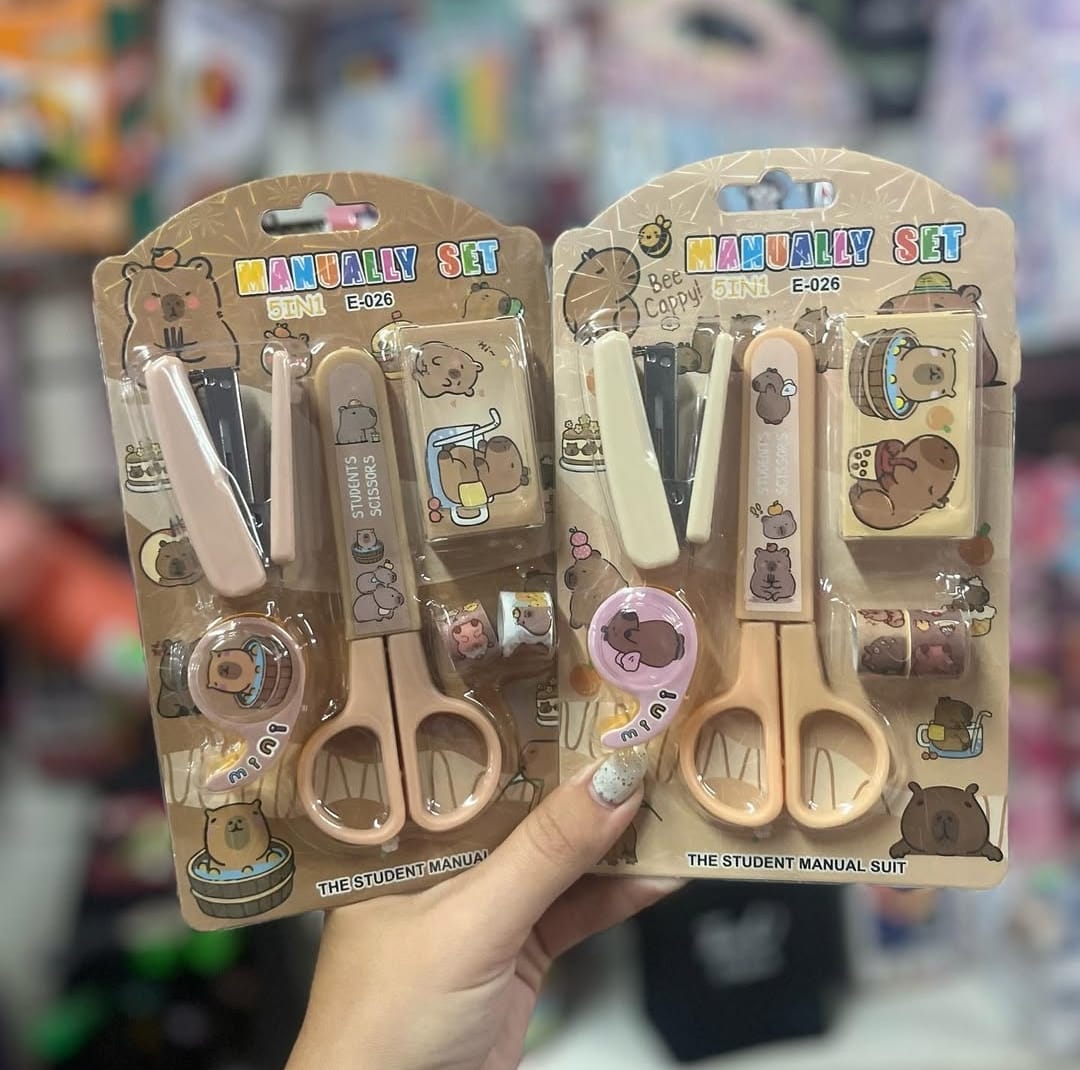 MANUALLY SET
5IN1 E-026
Hi~
STUDENTS
SCISSORS
mini
THE STUDENT MANUAL
MANUALLY SET
5IN1 E-026
Bee
Cappy!
STUDENTS
SCISSORS
mini
THE STUDENT MANUAL SUIT